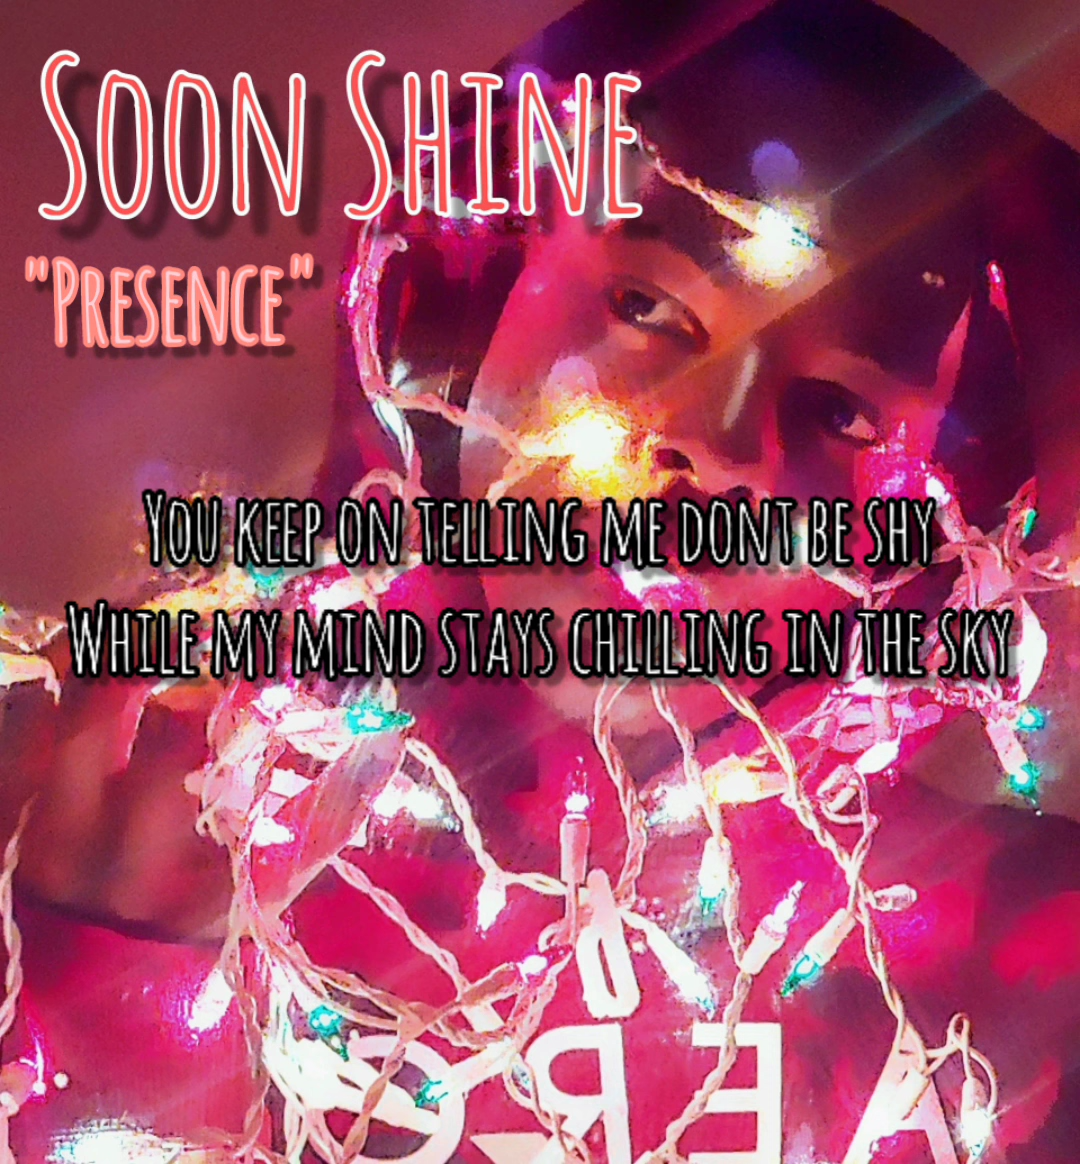 Soon Shine
"Presence"
You keep on telling me dont be shy
While my mind stays chilling in the sky